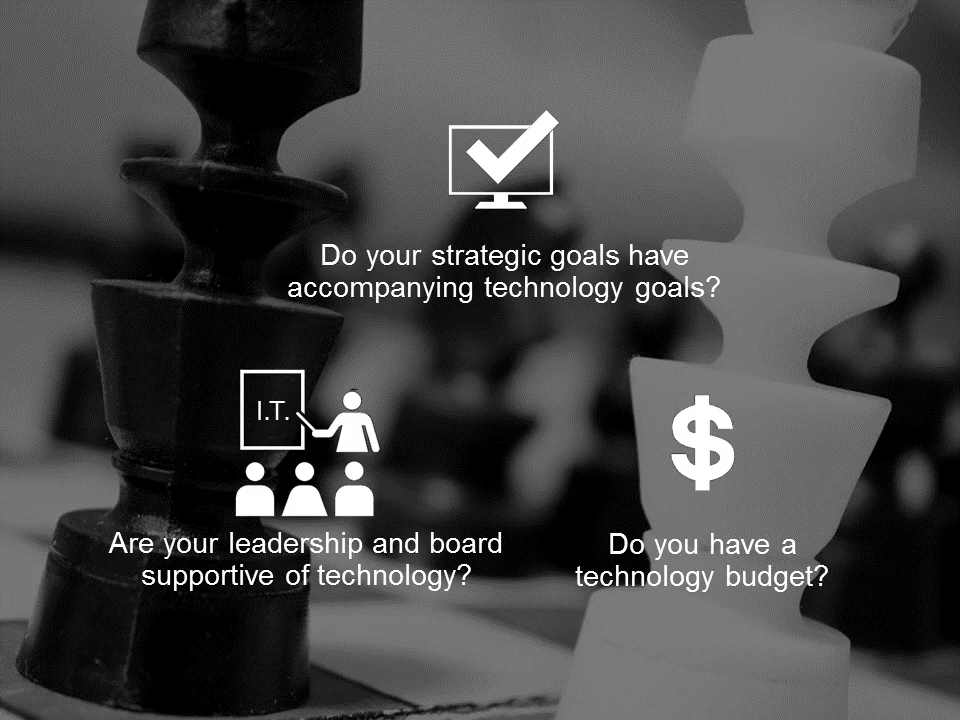 Do your strategic goals have
accompanying technology goals?
I.T.
Are your leadership and board
supportive of technology?
$
Do you have a
technology budget?